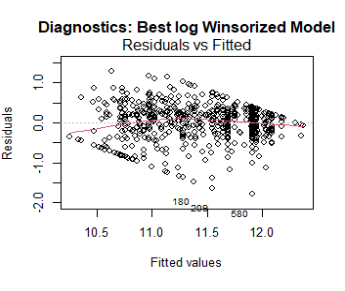 Diagnostics: Best log Winsorized Model
Residuals vs Fitted
Residuals
1.0
0.0
-1.0
-2.0
180
209
580
10.5 11.0 11.5 12.0
Fitted values